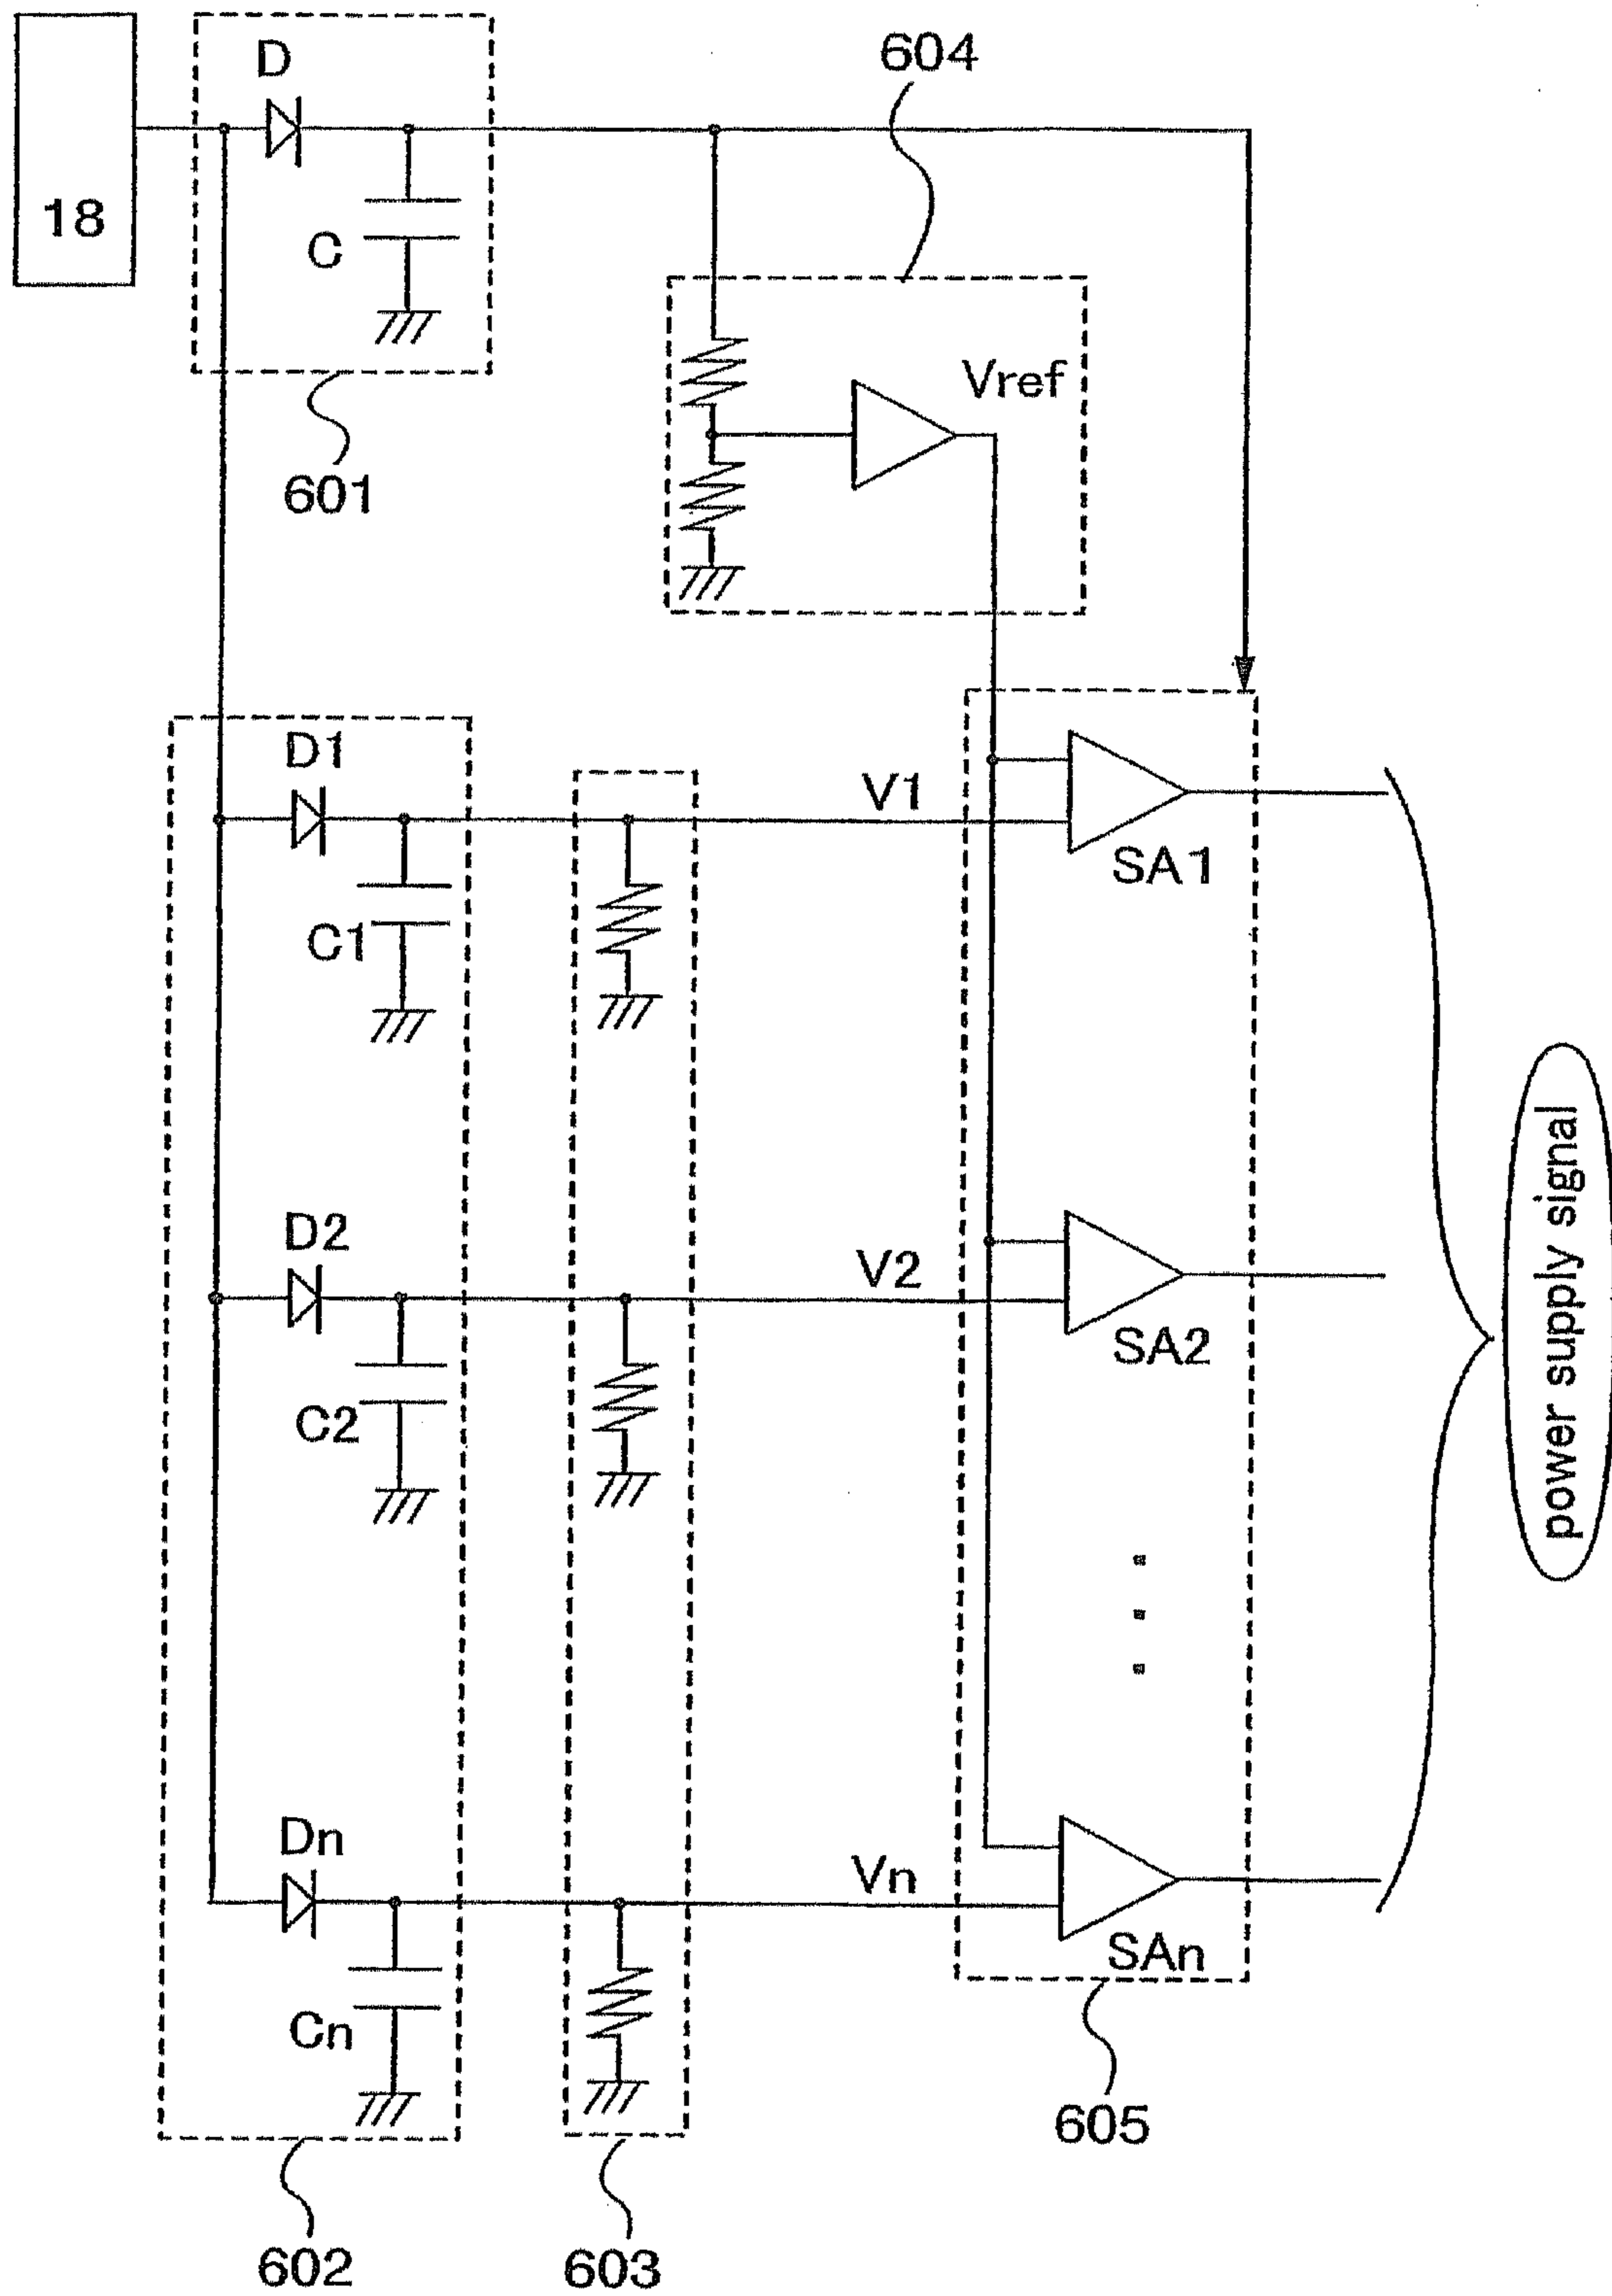 D
604
18
C
Vref
601
D1
V1
SA1
C1
D2
V2
SA2
C2
power supply signal
Dn
Vn
SAn
Cn
605
602
603